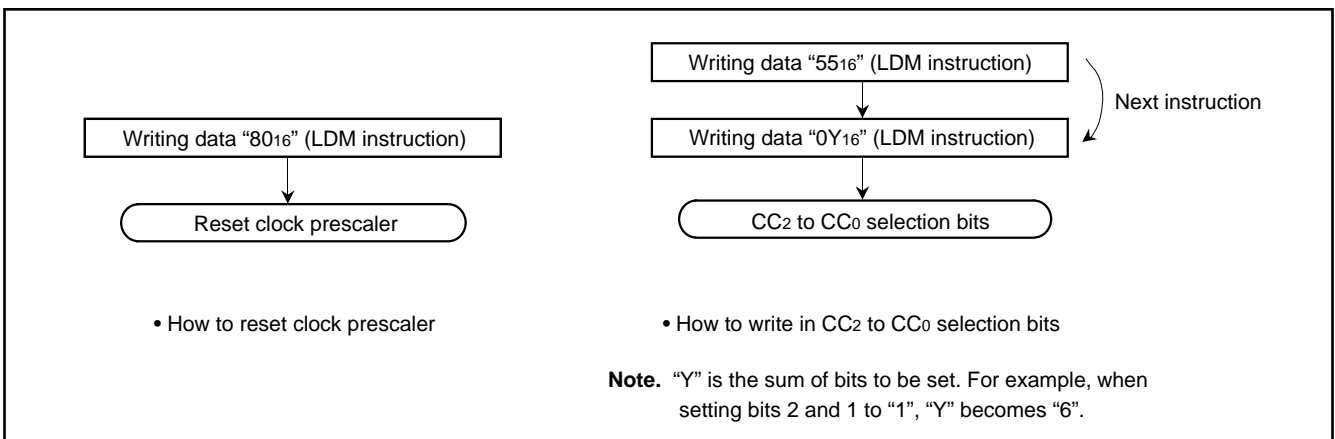 Writing data “80₁₆” (LDM instruction)
Reset clock prescaler
• How to reset clock prescaler
Writing data “55₁₆” (LDM instruction)
Next instruction
Writing data “0Y₁₆” (LDM instruction)
CC₂ to CC₀ selection bits
• How to write in CC₂ to CC₀ selection bits
Note. “Y” is the sum of bits to be set. For example, when
setting bits 2 and 1 to “1”, “Y” becomes “6”.